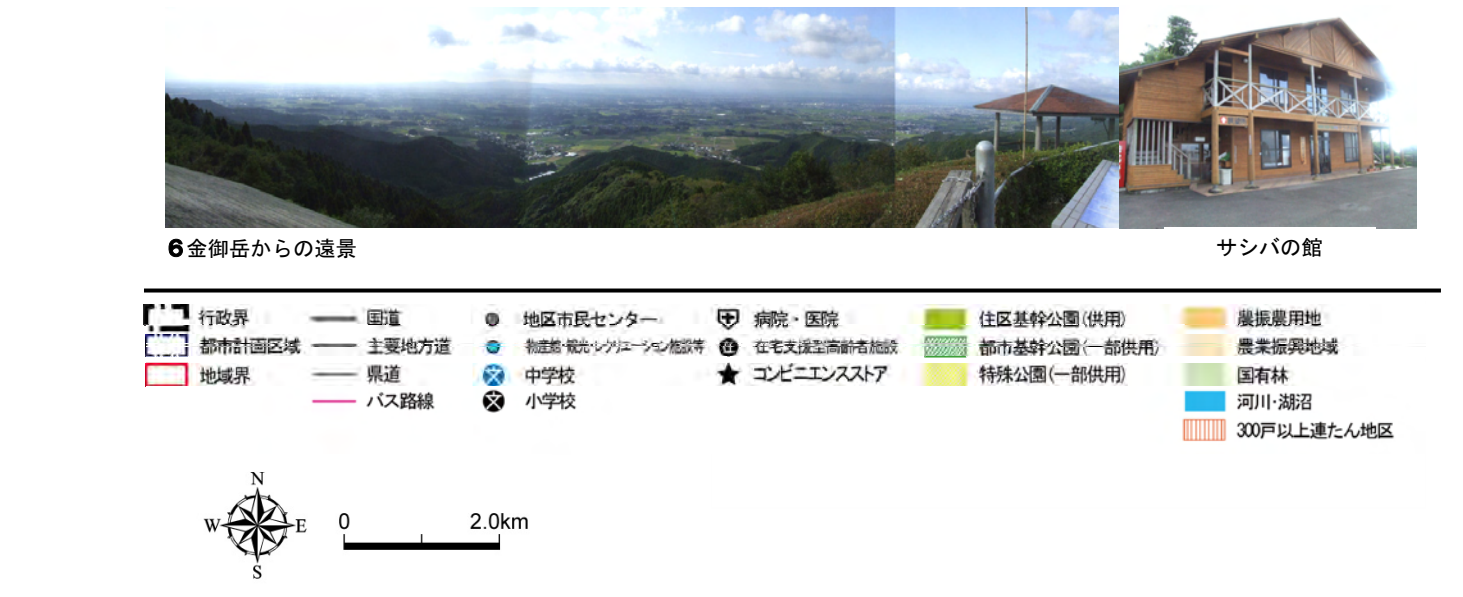 6金御岳からの遠景
サシバの館
行政界
都市計画区域
地域界
国道
主要地方道
県道
バス路線
地区市民センター
物産館・観光・レクリエーション施設等
文 中学校
文 小学校
病院・医院
在 在宅支援型高齢者施設
コンビニエンスストア
住区基幹公園(供用)
都市基幹公園(一部供用)
特殊公園(一部供用)
農振農用地
農業振興地域
国有林
河川・湖沼
300戸以上連たん地区
N
W E
S
0 2.0km